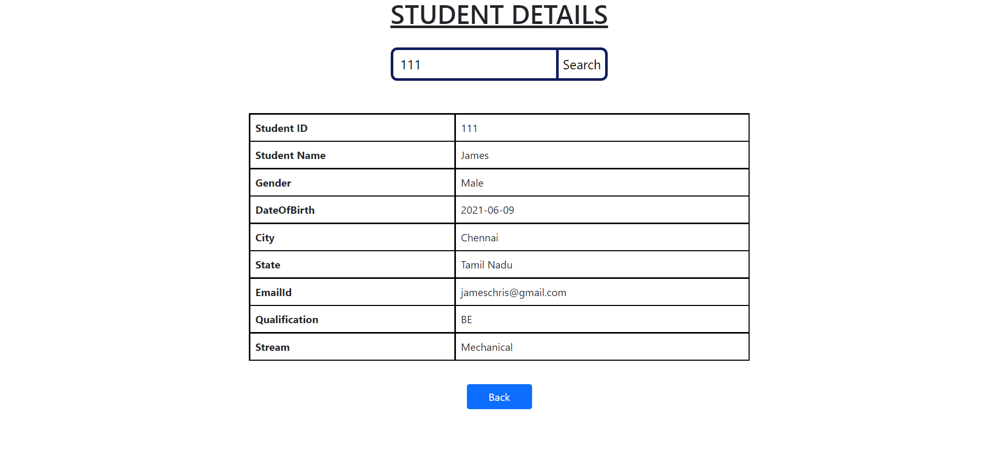 STUDENT DETAILS
111 Search
Student ID 111
Student Name James
Gender Male
DateOfBirth 2021-06-09
City Chennai
State Tamil Nadu
EmailId jameschris@gmail.com
Qualification BE
Stream Mechanical
Back